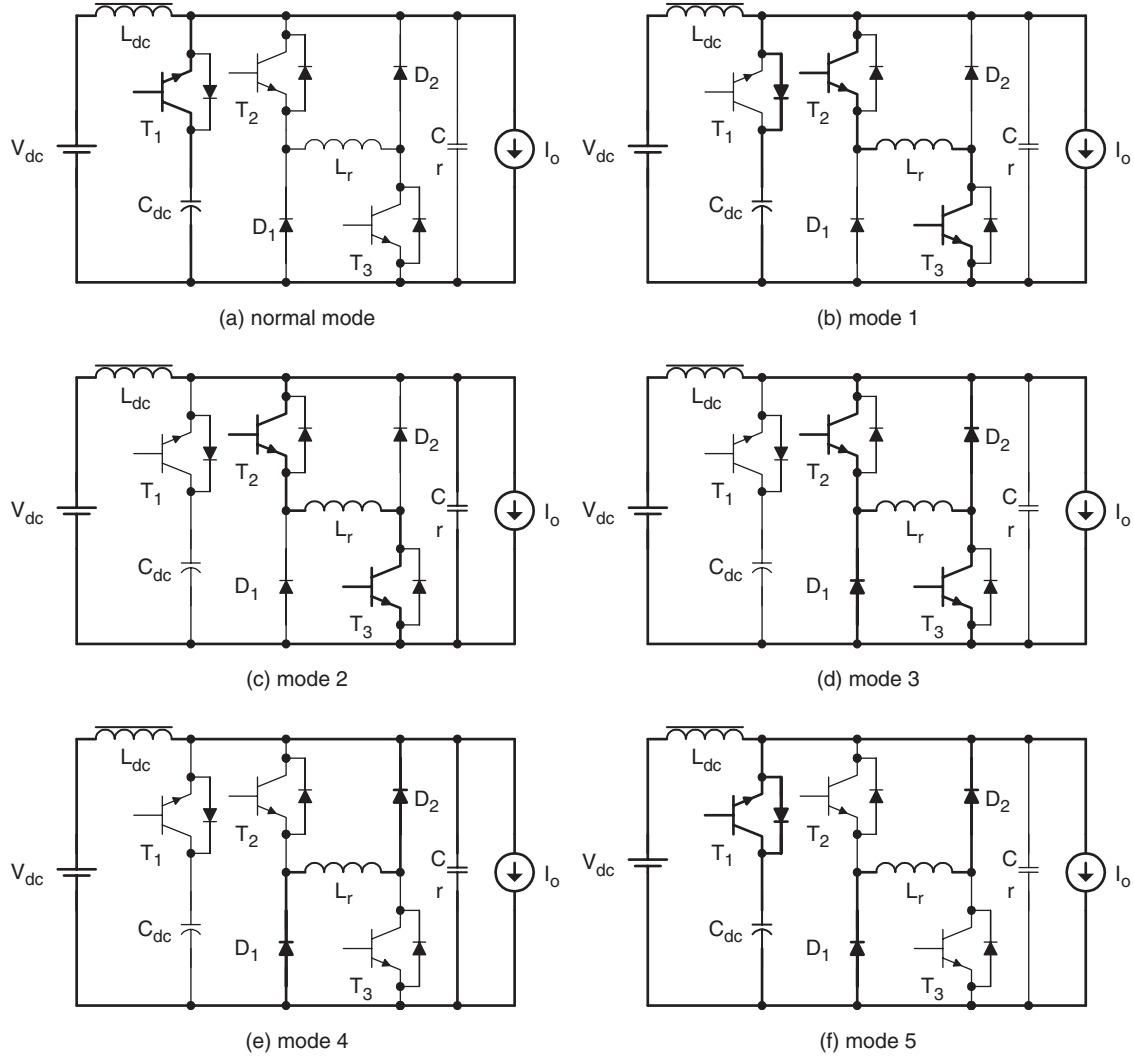 L_dc
T_1
V_dc
C_dc
T_2
D_2
L_r
D_1
T_3
C
r
I_o
(a) normal mode
L_dc
T_1
V_dc
C_dc
T_2
D_2
L_r
D_1
T_3
C
r
I_o
(b) mode 1
L_dc
T_1
V_dc
C_dc
T_2
D_2
L_r
D_1
T_3
C
r
I_o
(c) mode 2
L_dc
T_1
V_dc
C_dc
T_2
D_2
L_r
D_1
T_3
C
r
I_o
(d) mode 3
L_dc
T_1
V_dc
C_dc
T_2
D_2
L_r
D_1
T_3
C
r
I_o
(e) mode 4
L_dc
T_1
V_dc
C_dc
T_2
D_2
L_r
D_1
T_3
C
r
I_o
(f) mode 5